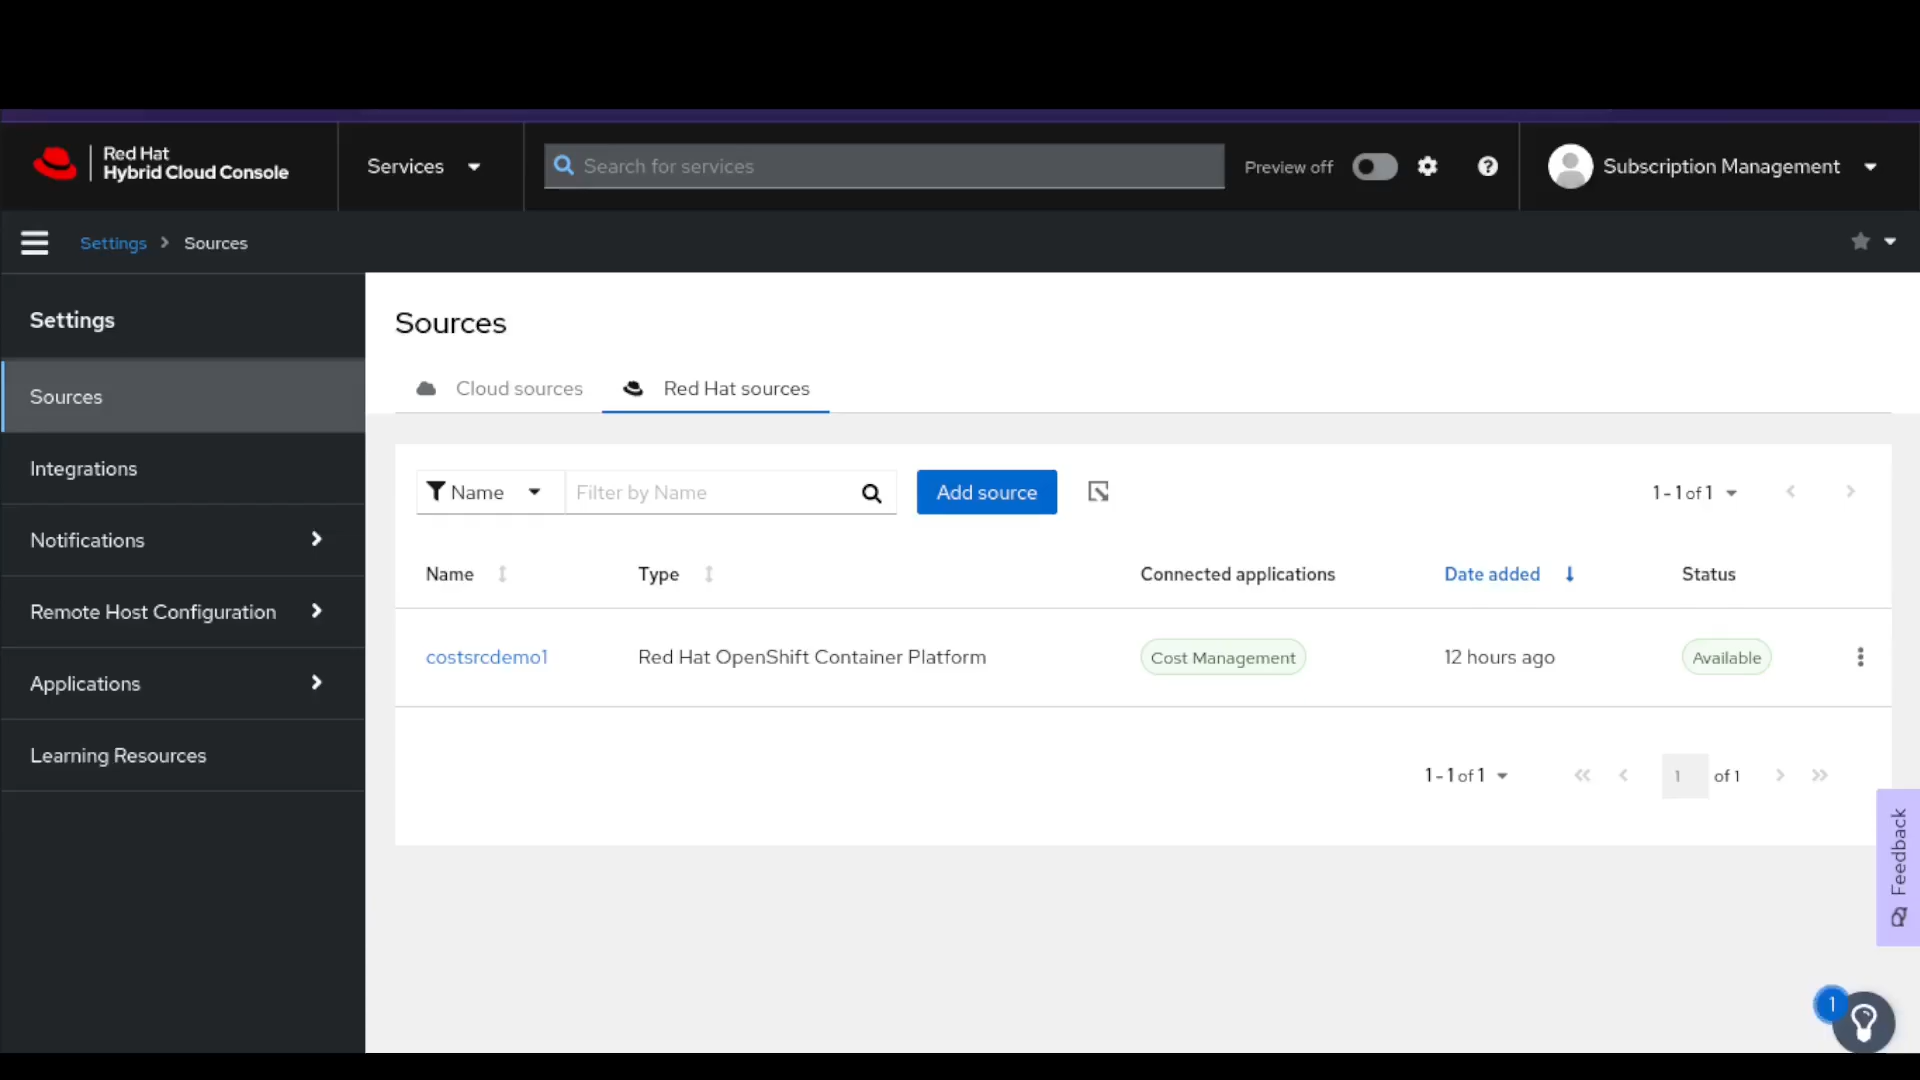 Red Hat
Hybrid Cloud Console
Services
Search for services
Preview off
Subscription Management
Settings
Sources
Settings
Sources
Integrations
Notifications
Remote Host Configuration
Applications
Learning Resources
Sources
Cloud sources
Red Hat sources
Name
Filter by Name
Add source
1 - 1 of 1
Name
Type
Connected applications
Date added
Status
costsrcdemo1
Red Hat OpenShift Container Platform
Cost Management
12 hours ago
Available
1 - 1 of 1
1
of 1
Feedback
1